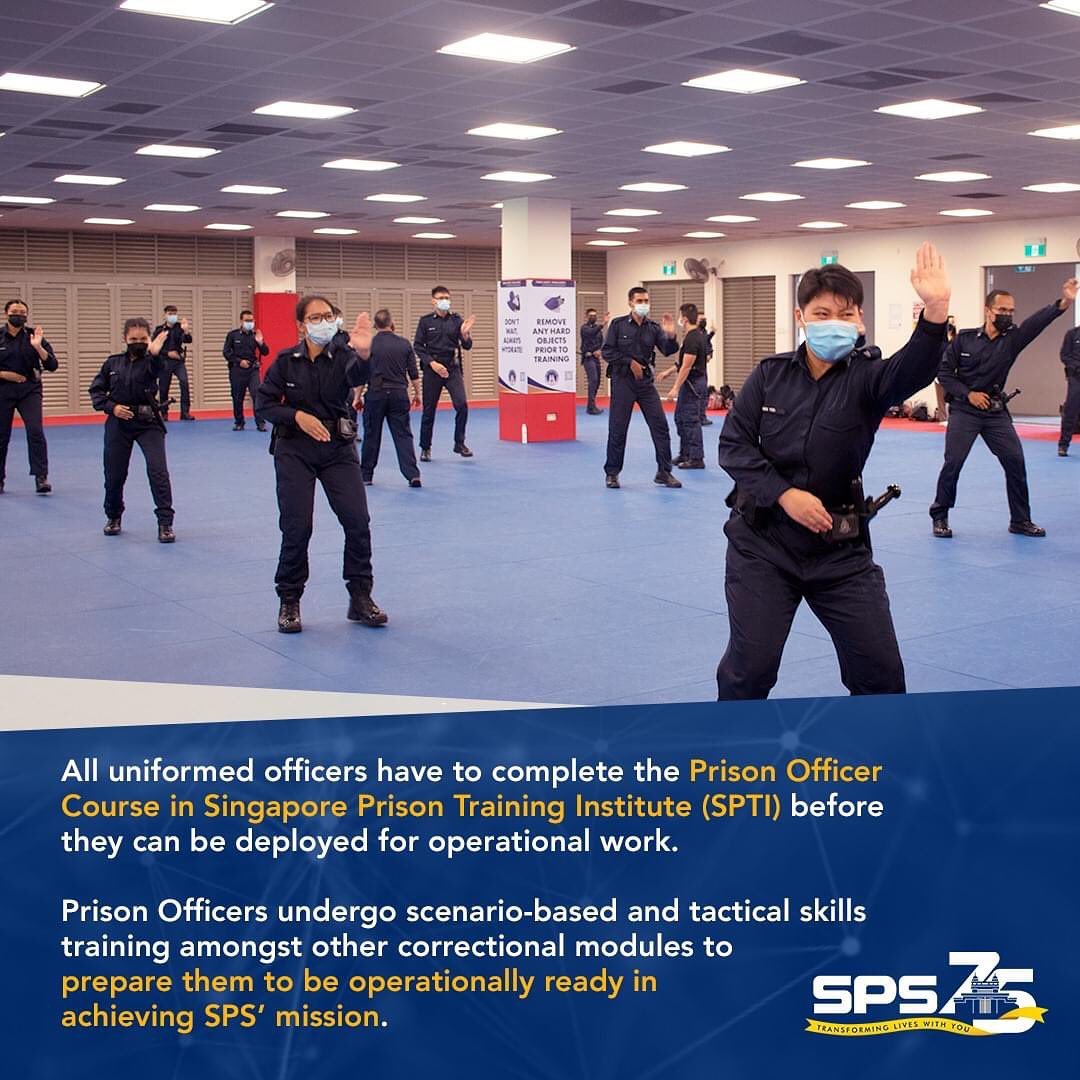 DON'T
WAIT,
ALWAYS
HYDRATE!
REMOVE
ANY HARD
OBJECTS
PRIOR TO
TRAINING
All uniformed officers have to complete the Prison Officer
Course in Singapore Prison Training Institute (SPTI) before
they can be deployed for operational work.
Prison Officers undergo scenario-based and tactical skills
training amongst other correctional modules to
prepare them to be operationally ready in
achieving SPS’ mission.
SPS75
TRANSFORMING LIVES WITH YOU